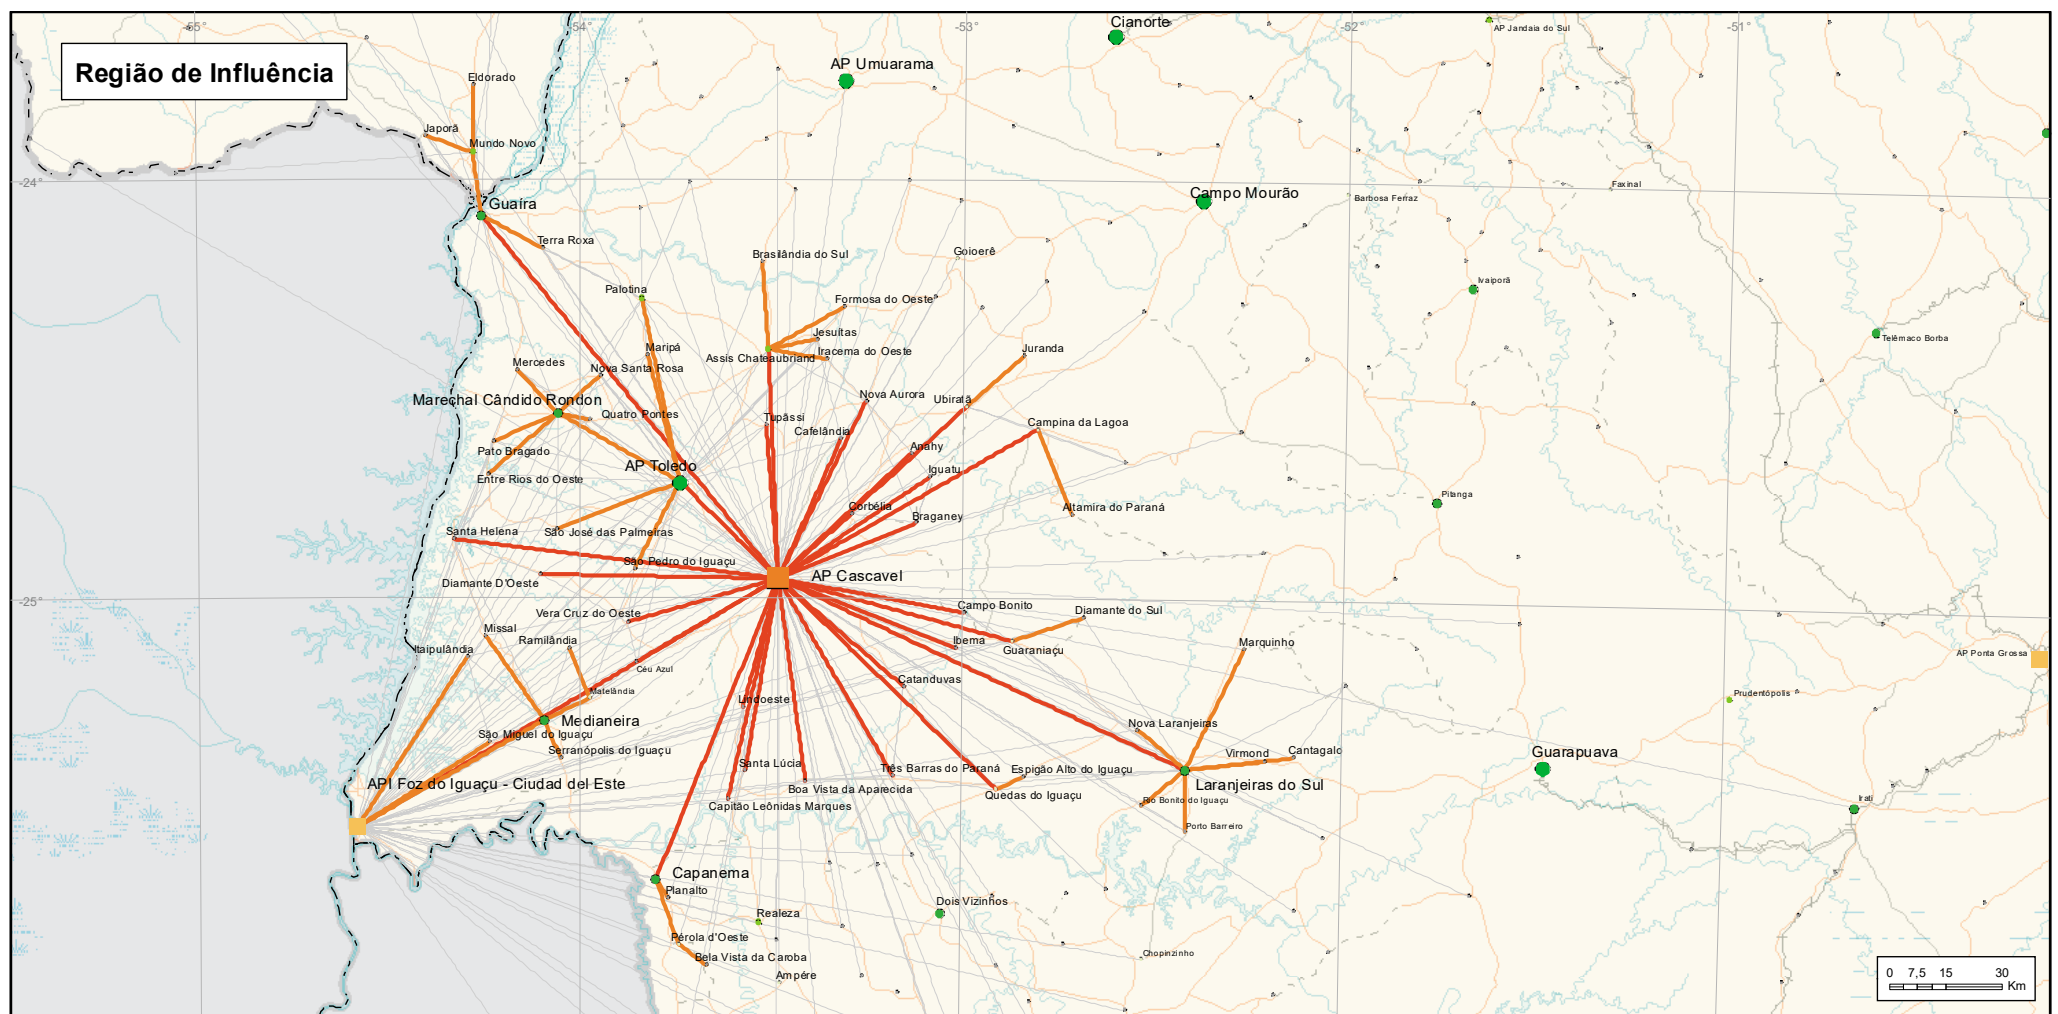 -55°
-54°
-53°
-52°
-51°
Cianorte
AP Jandaia do Sul
Região de Influência
AP Umuarama
Eldorado
Japorã
Mundo Novo
-24°
Faxinal
Campo Mourão
Barbosa Ferraz
Guaíra
Terra Roxa
Brasilândia do Sul
Goioerê
Ivaiporã
Palotina
Formosa do Oeste
Jesuítas
Telêmaco Borba
Maripá
Assis Chateaubriand
Iracema do Oeste
Juranda
Mercedes
Nova Santa Rosa
Marechal Cândido Rondon
Nova Aurora
Ubiratã
Quatro Pontes
Tupãssi
Cafelândia
Campina da Lagoa
Pato Bragado
Anahy
AP Toledo
Iguatu
Entre Rios do Oeste
Pitanga
Corbélia
Braganey
Altamira do Paraná
Santa Helena
São José das Palmeiras
São Pedro do Iguaçu
AP Cascavel
Diamante D'Oeste
-25°
Vera Cruz do Oeste
Campo Bonito
Diamante do Sul
Missal
Ramilândia
Ibema
Guaraniaçu
Marquinho
Itaipulândia
AP Ponta Grossa
Céu Azul
Catanduvas
Matelândia
Prudentópolis
Lindoeste
Medianeira
Nova Laranjeiras
São Miguel do Iguaçu
Serranópolis do Iguaçu
Virmond
Cantagalo
Guarapuava
Santa Lúcia
Três Barras do Paraná
Espigão Alto do Iguaçu
API Foz do Iguaçu - Ciudad del Este
Boa Vista da Aparecida
Quedas do Iguaçu
Laranjeiras do Sul
Capitão Leônidas Marques
Rio Bonito do Iguaçu
Irati
Porto Barreiro
Capanema
Planalto
Realeza
Dois Vizinhos
Pérola d'Oeste
Bela Vista da Caroba
Chopinzinho
Ampére
0 7,5 15 30
Km